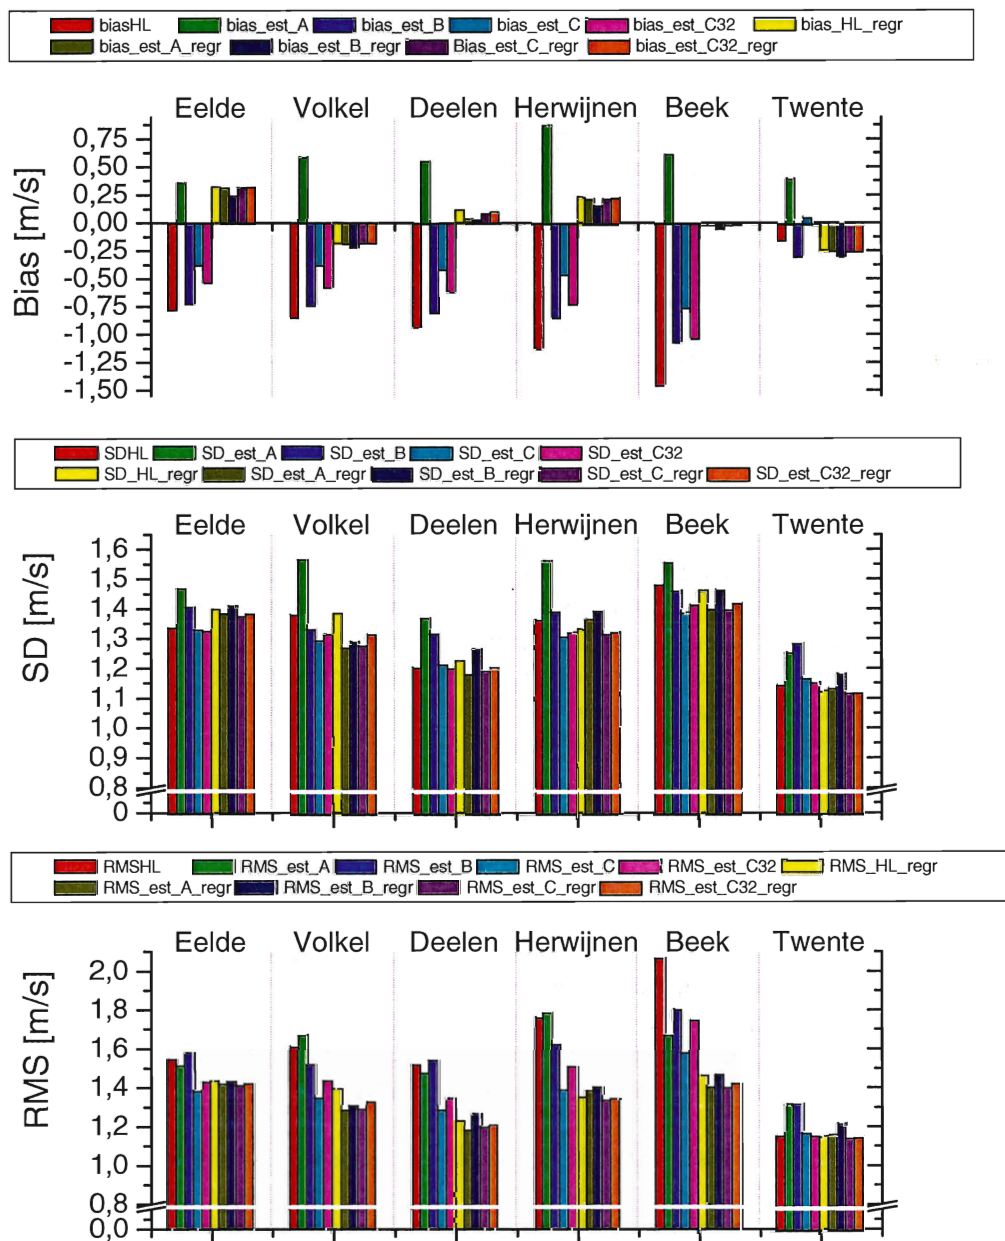 biasHL bias_est_A bias_est_B bias_est_C bias_est_C32 bias_HL_regr
bias_est_A_regr bias_est_B_regr Bias_est_C_regr bias_est_C32_regr
Eelde Volkel Deelen Herwijnen Beek Twente
Bias [m/s]
0,75
0,50
0,25
0,00
-0,25
-0,50
-0,75
-1,00
-1,25
-1,50
SDHL SD_est_A SD_est_B SD_est_C SD_est_C32
SD_HL_regr SD_est_A_regr SD_est_B_regr SD_est_C_regr SD_est_C32_regr
Eelde Volkel Deelen Herwijnen Beek Twente
SD [m/s]
1,6
1,5
1,4
1,3
1,2
1,1
1,0
0,9
0,8
0
RMSHL RMS_est_A RMS_est_B RMS_est_C RMS_est_C32 RMS_HL_regr
RMS_est_A_regr RMS_est_B_regr RMS_est_C_regr RMS_est_C32_regr
Eelde Volkel Deelen Herwijnen Beek Twente
RMS [m/s]
2,0
1,8
1,6
1,4
1,2
1,0
0,8
0,0